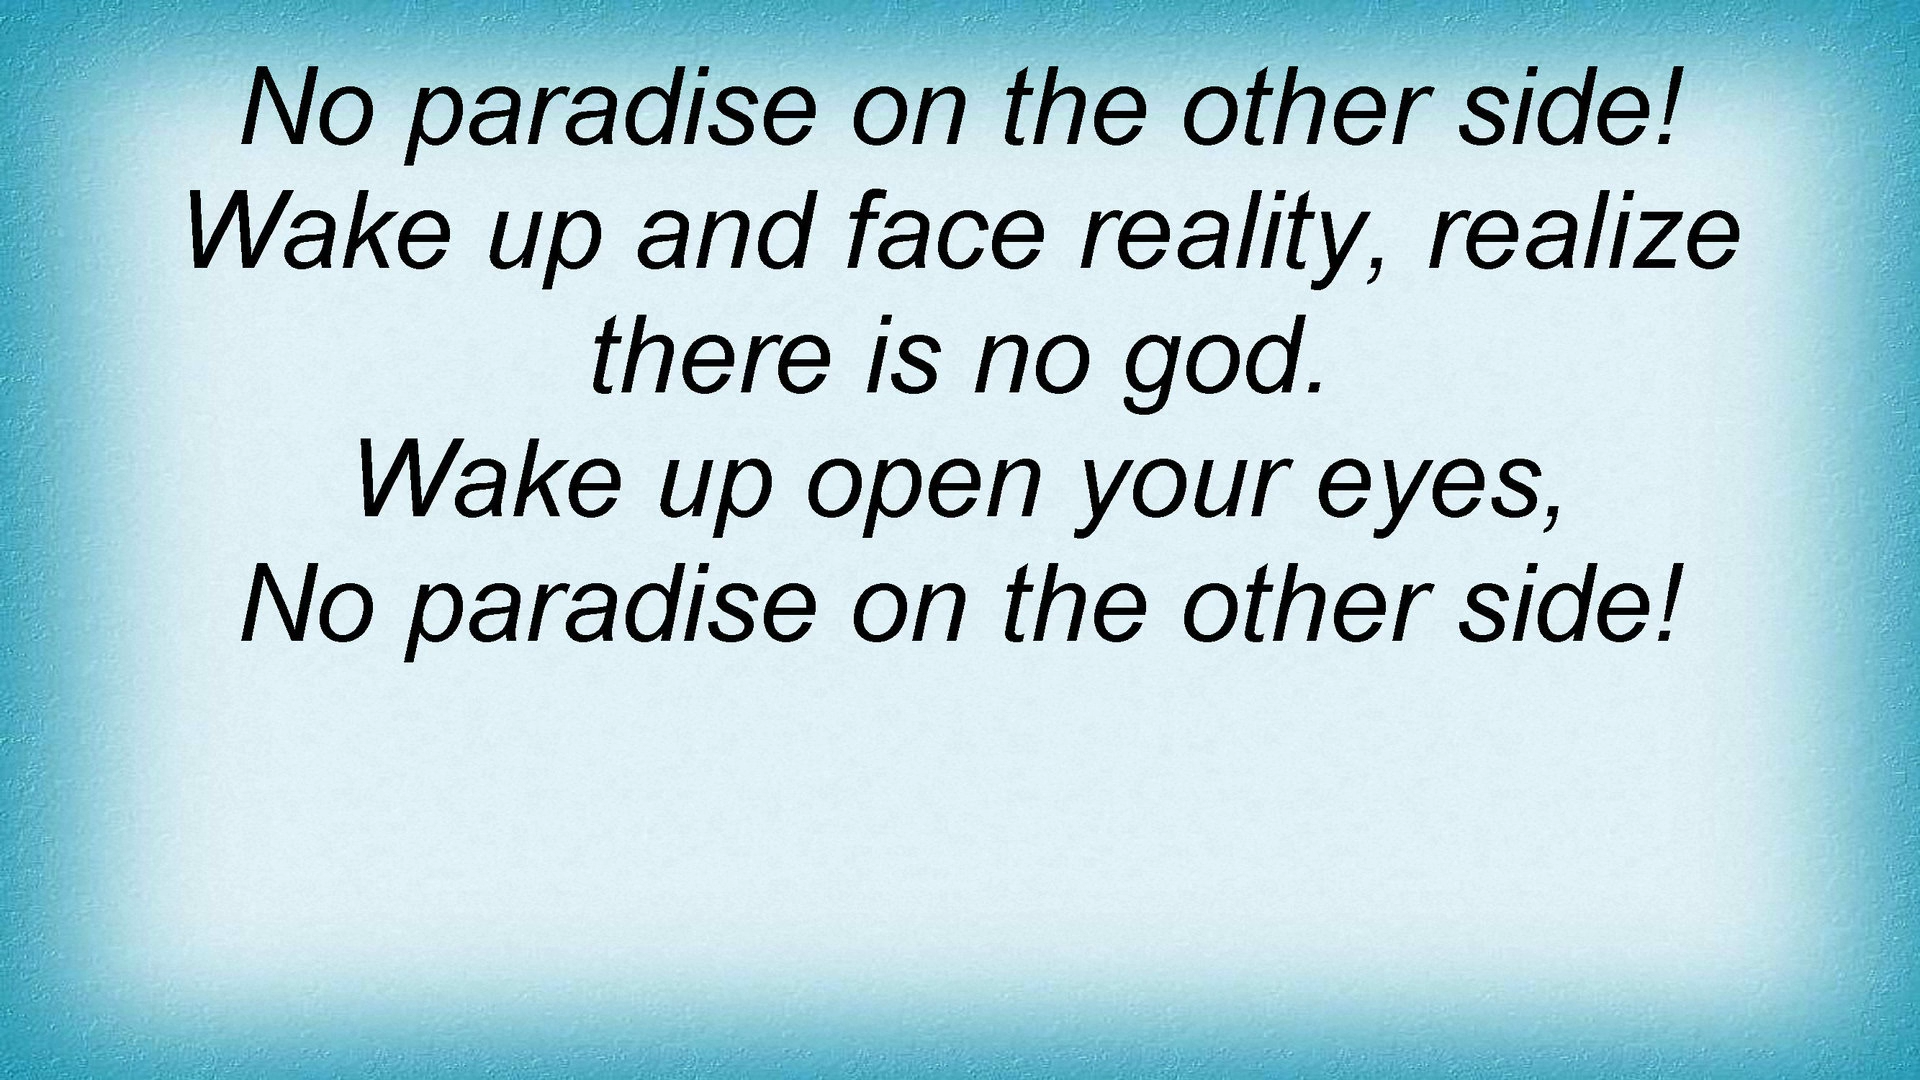 No paradise on the other side!
Wake up and face reality, realize
there is no god.
Wake up open your eyes,
No paradise on the other side!